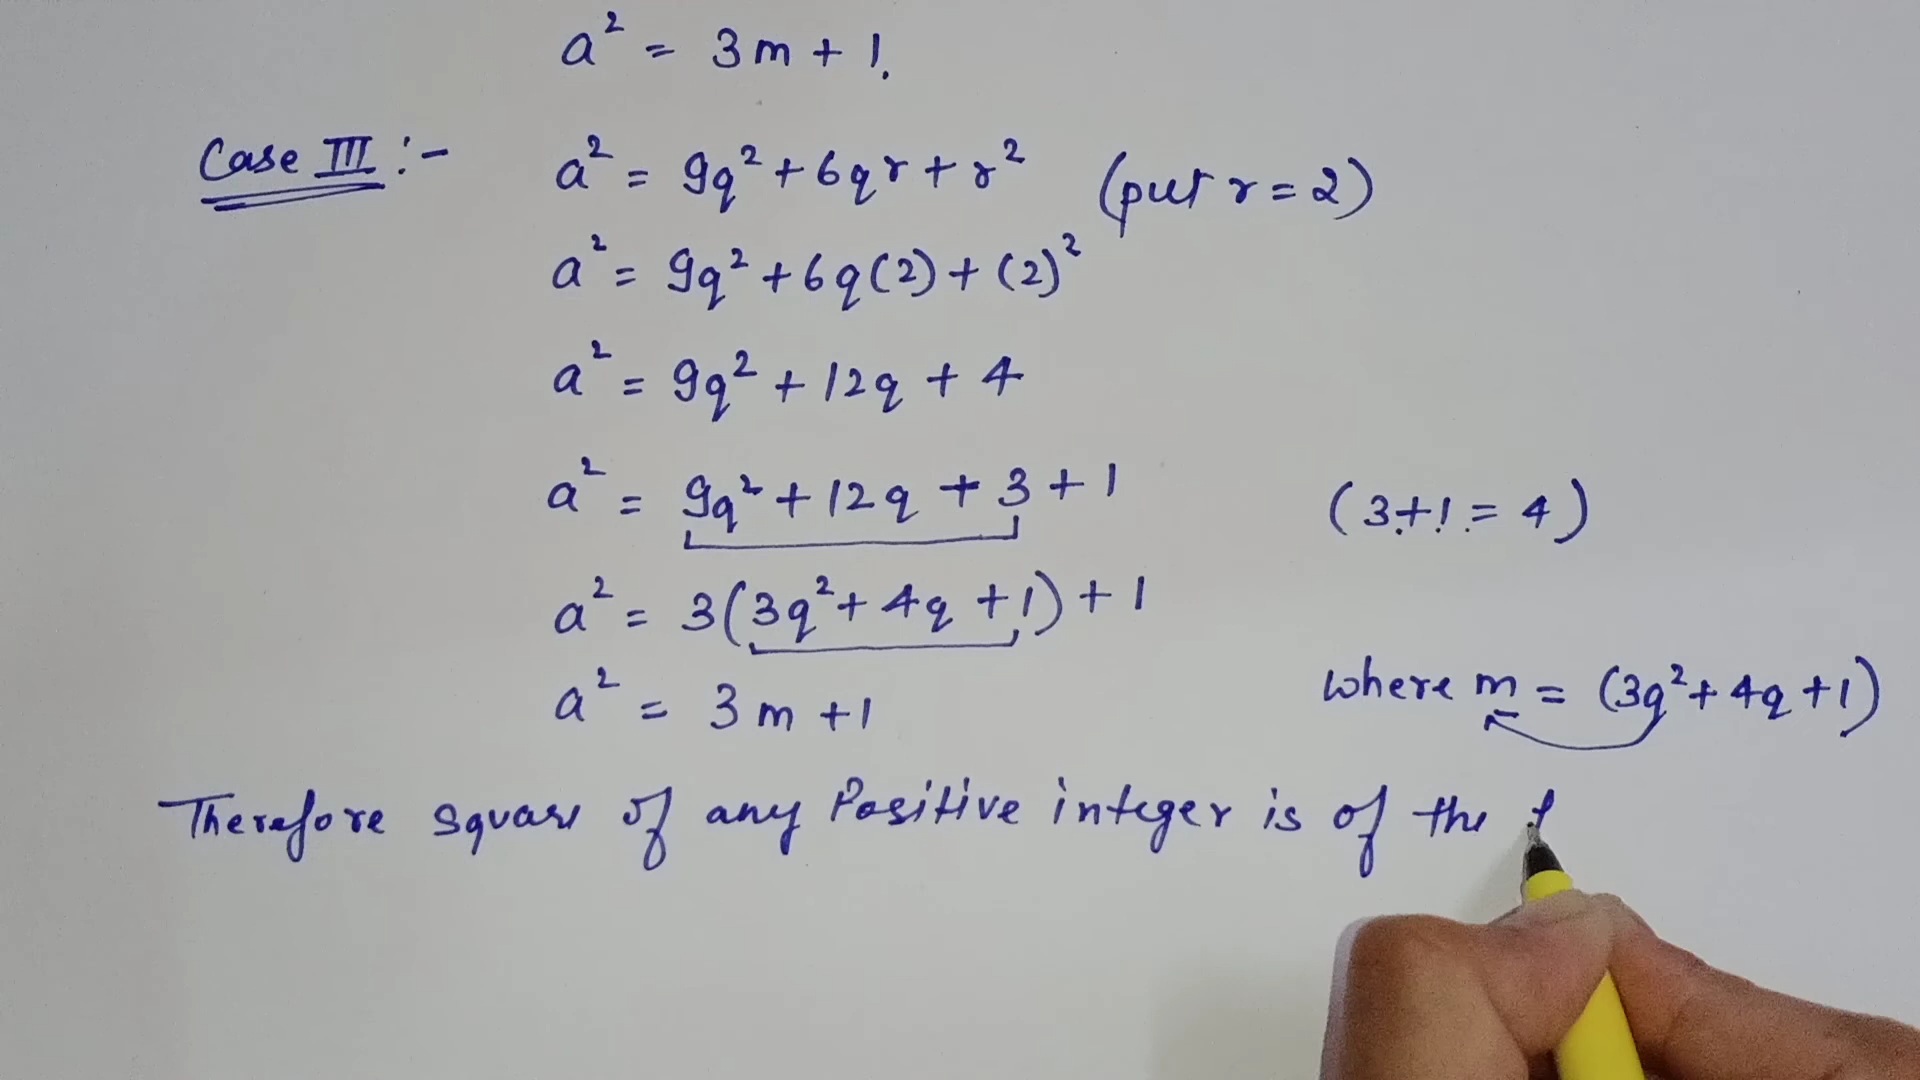 a² = 3m + 1.
Case III :- a² = 9q² + 6qr + r² (put r = 2)
a² = 9q² + 6q(2) + (2)²
a² = 9q² + 12q + 4
a² = 9q² + 12q + 3 + 1 (3+1 = 4)
a² = 3(3q² + 4q + 1) + 1
a² = 3m + 1 where m = (3q² + 4q + 1)
Therefore square of any Positive integer is of the f